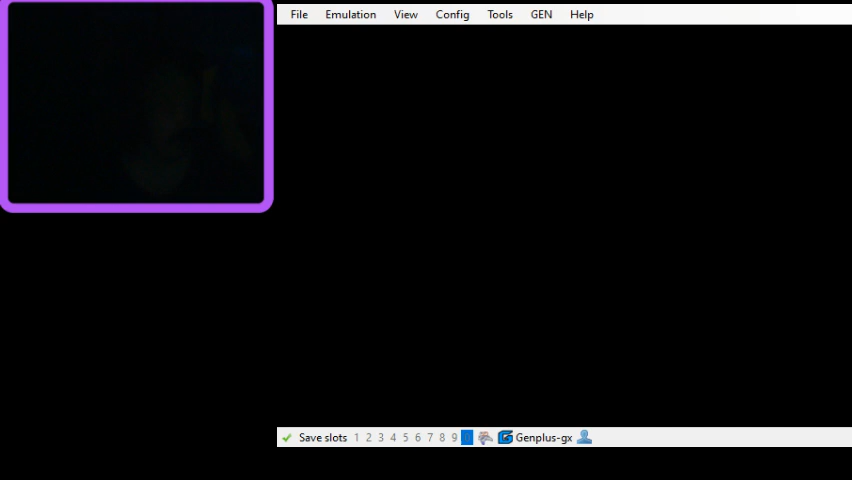 File Emulation View Config Tools GEN Help
Save slots 1 2 3 4 5 6 7 8 9 Genplus-gx